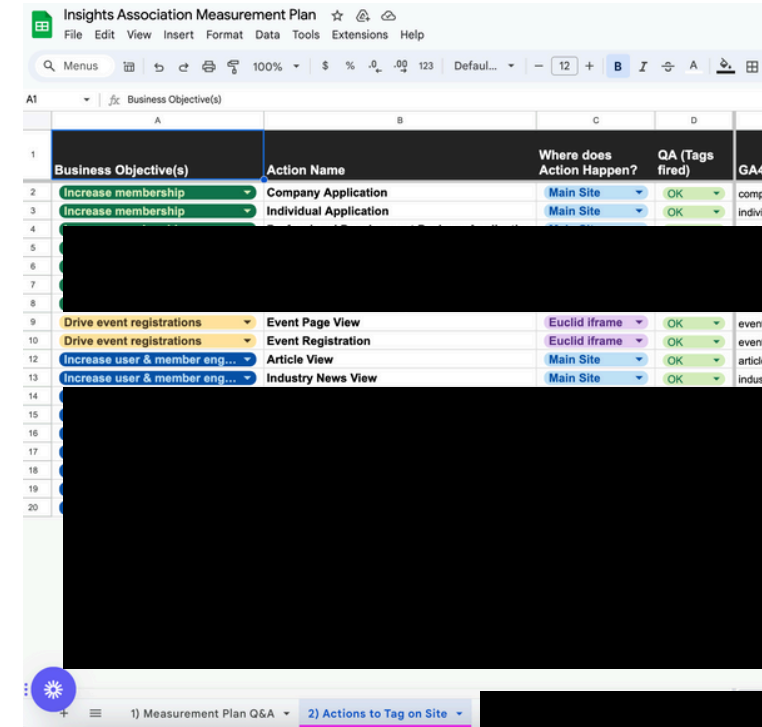 Insights Association Measurement Plan
File Edit View Insert Format Data Tools Extensions Help
Menus 100% $ % .0 .00 123 Defaul... − 12 + B I A
A1 fx Business Objective(s)
A B C D
1 Business Objective(s) Action Name Where does Action Happen? QA (Tags fired) GA4
2 Increase membership Company Application Main Site OK comp
3 Increase membership Individual Application Main Site OK indivi
4
5
6
7
8
9 Drive event registrations Event Page View Euclid iframe OK even
10 Drive event registrations Event Registration Euclid iframe OK even
12 Increase user & member eng... Article View Main Site OK article
13 Increase user & member eng... Industry News View Main Site OK indus
14
15
16
17
18
19
20
+ 1) Measurement Plan Q&A 2) Actions to Tag on Site